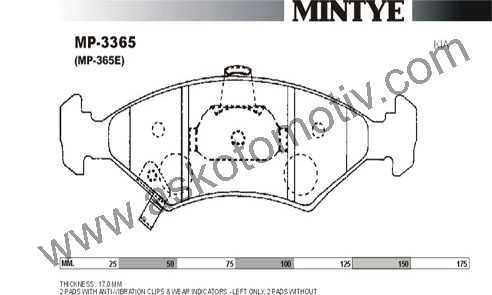 MINTYE
MP-3365
(MP-365E)
KIA
www.askotomotiv.com
MM. 25 50 75 100 125 150 175
THICKNESS : 17.0 MM
2 PADS WITH ANTI-VIBRATION CLIPS & WEAR INDICATORS - LEFT ONLY, 2 PADS WITHOUT